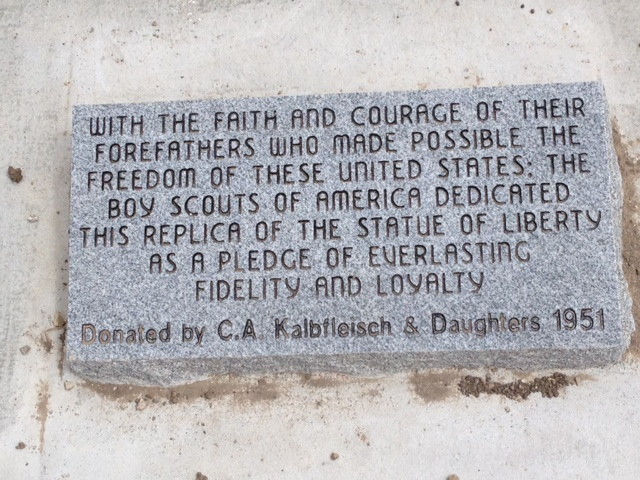 WITH THE FAITH AND COURAGE OF THEIR
FOREFATHERS WHO MADE POSSIBLE THE
FREEDOM OF THESE UNITED STATES: THE
BOY SCOUTS OF AMERICA DEDICATED
THIS REPLICA OF THE STATUE OF LIBERTY
AS A PLEDGE OF EVERLASTING
FIDELITY AND LOYALTY
Donated by C.A. Kalbfleisch & Daughters 1951